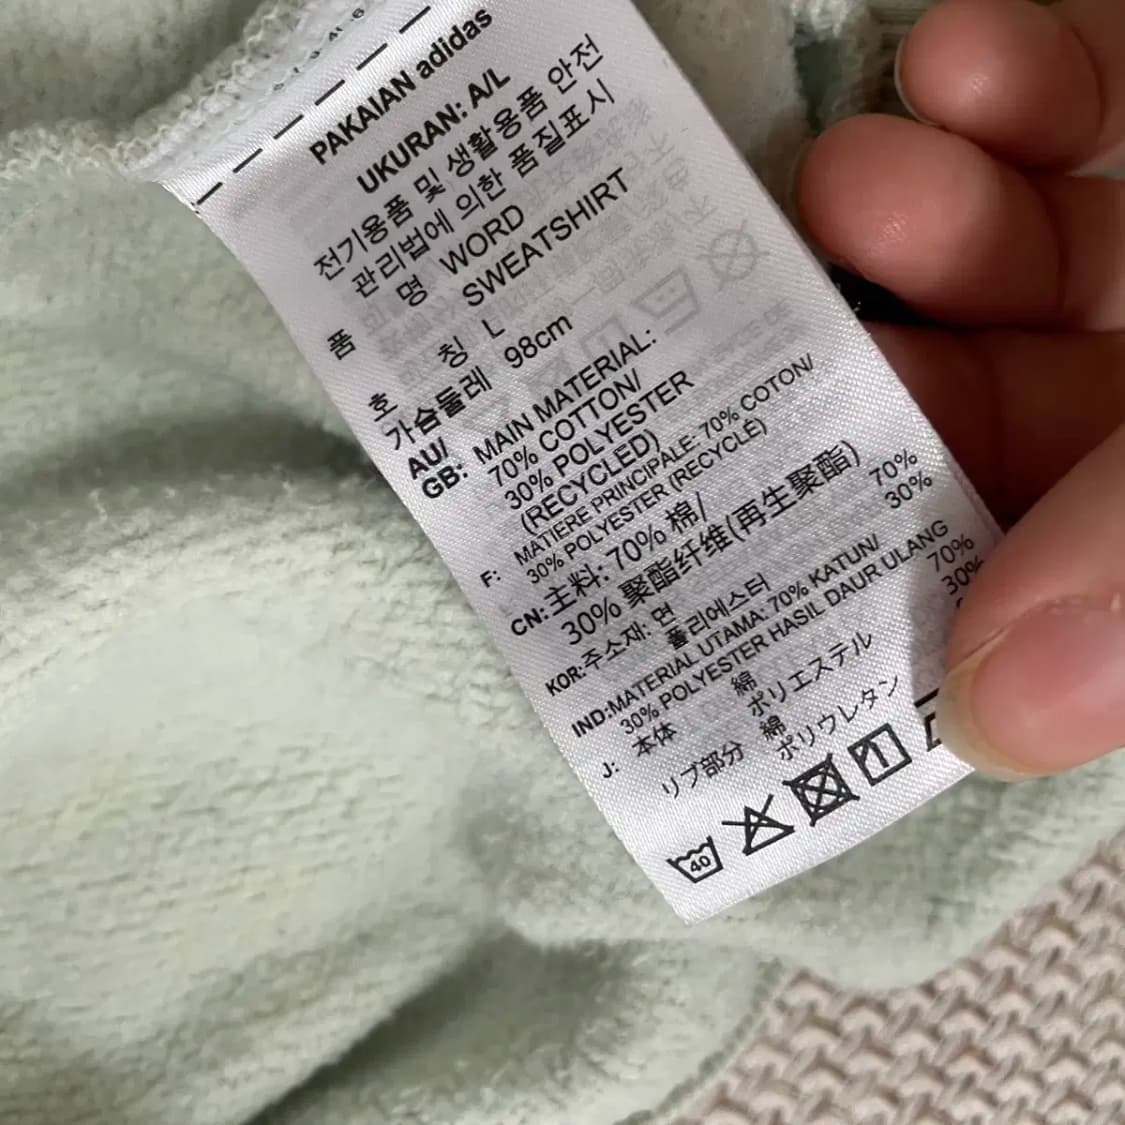 PAKAIAN adidas
UKURAN: A/L
전기용품 및 생활용품 안전
관리법에 의한 품질표시
품 명 WORD
SWEATSHIRT
호 칭 L
가슴둘레 98cm
AU/
GB: MAIN MATERIAL:
70% COTTON/
30% POLYESTER
(RECYCLED)
F: MATIERE PRINCIPALE: 70% COTON/
30% POLYESTER (RECYCLÉ)
CN: 主料: 70% 棉/
30% 聚酯纤维(再生聚酯)
KOR: 주소재: 면 70%
폴리에스터 30%
IND: MATERIAL UTAMA: 70% KATUN/
30% POLYESTER HASIL DAUR ULANG
J: 本体 綿 70%
ポリエステル 30%
リブ部分 綿
ポリウレタン
40